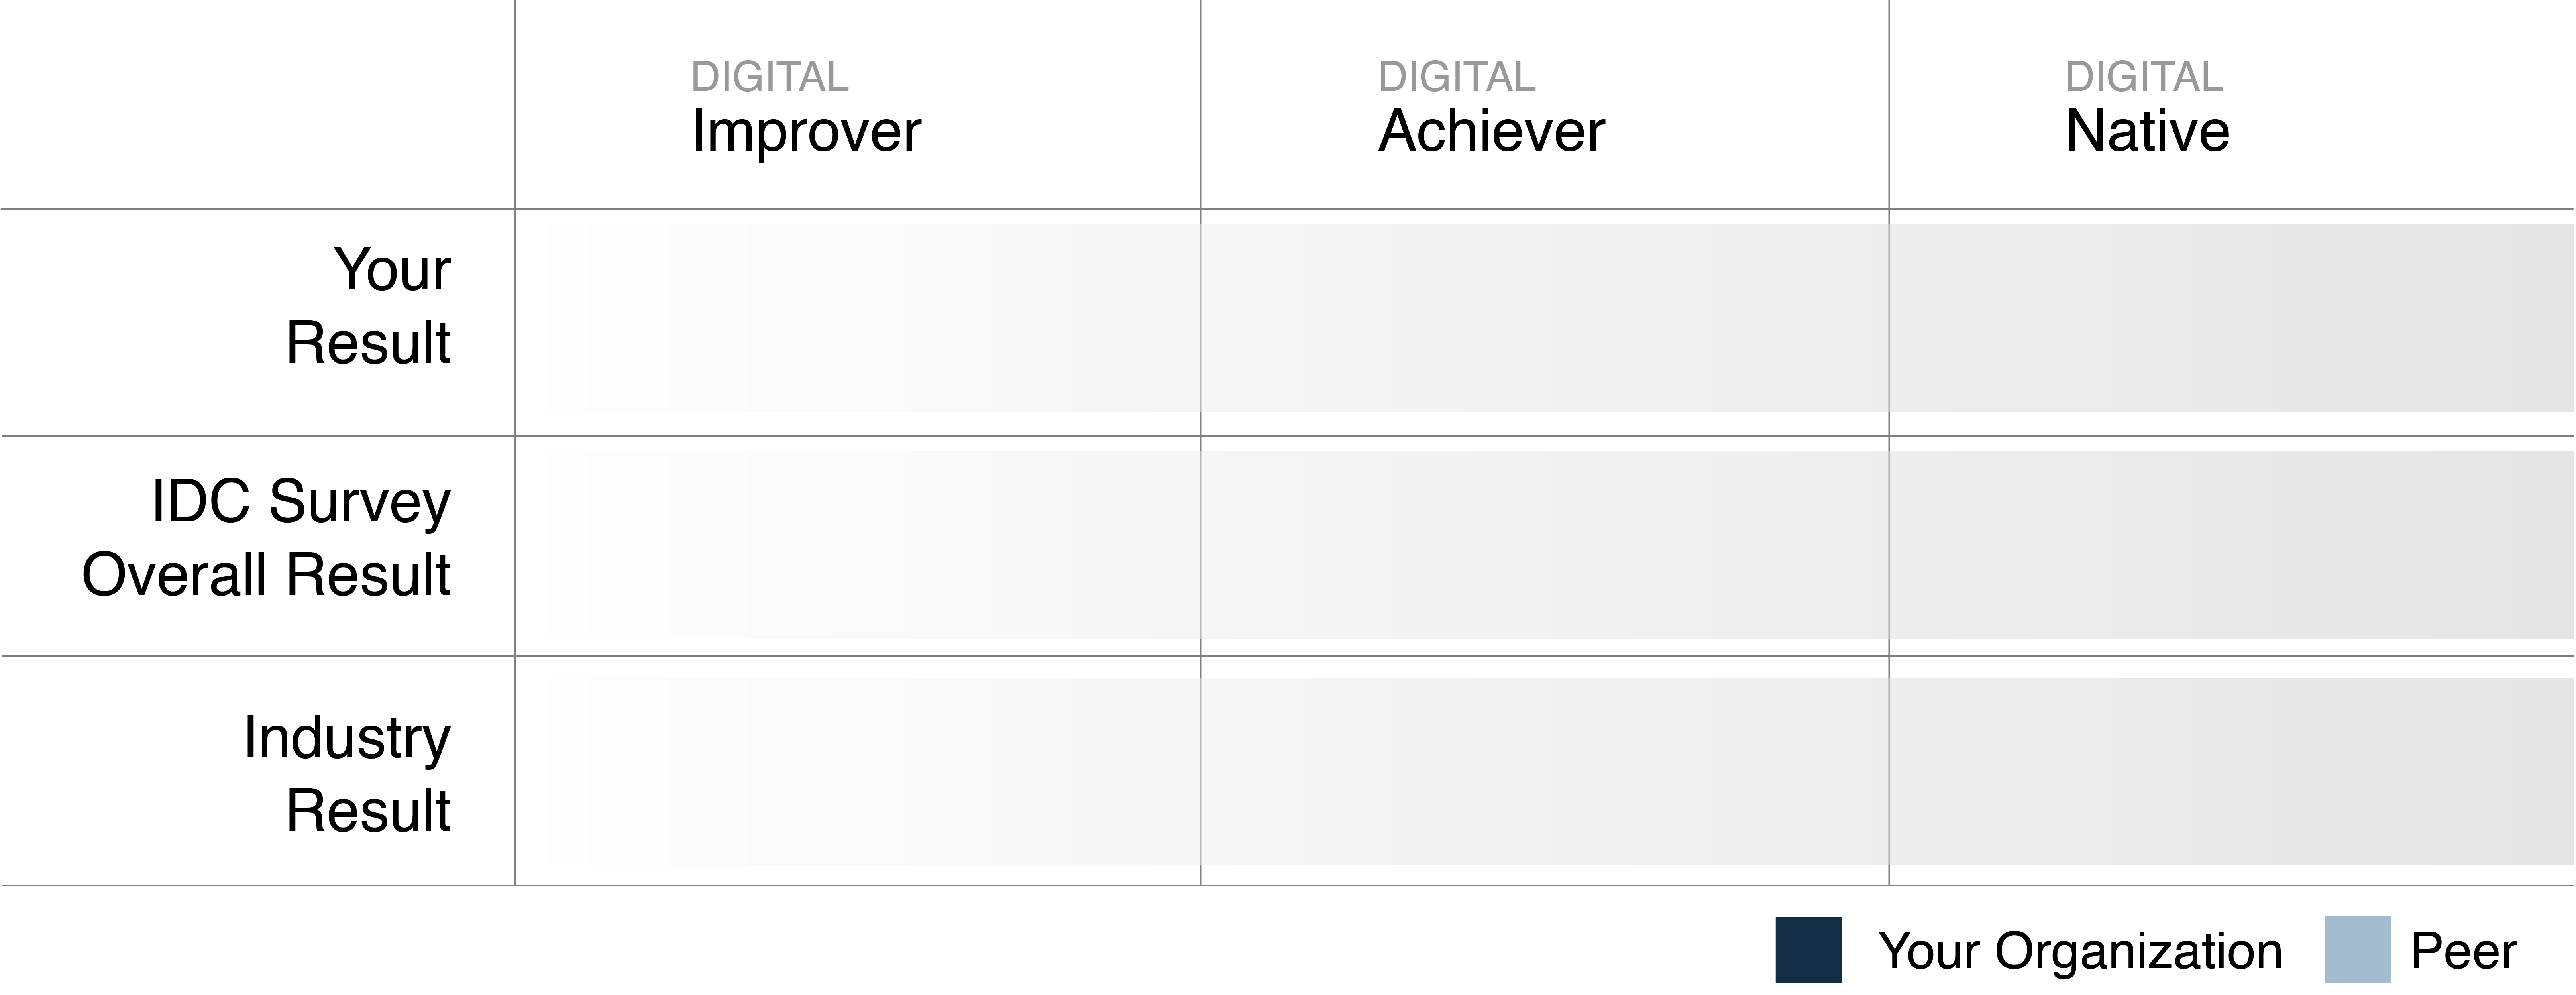 DIGITAL
Improver
DIGITAL
Achiever
DIGITAL
Native
Your
Result
IDC Survey
Overall Result
Industry
Result
Your Organization
Peer